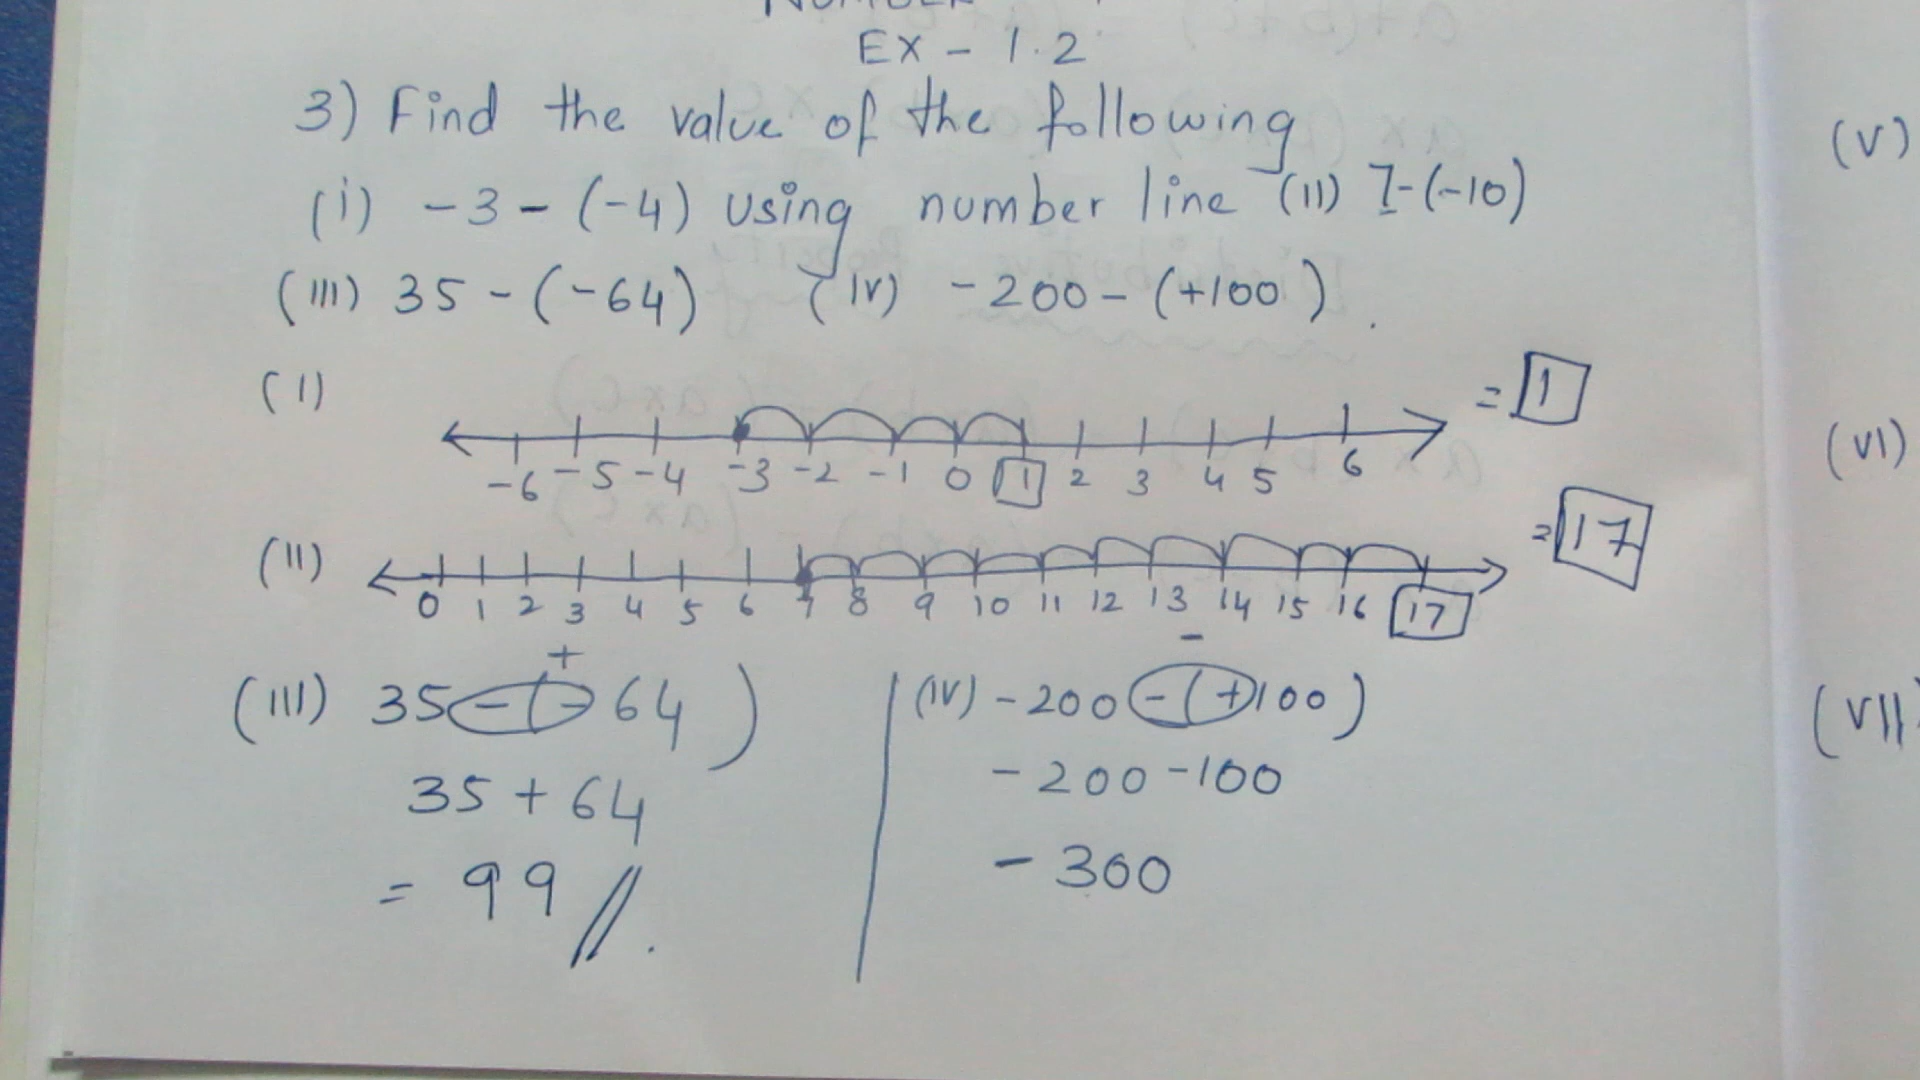 NUMBER
EX - 1.2
3) Find the value of the following
(i) -3 - (-4) using number line (II) 7-(-10)
(III) 35 - (-64) (IV) -200 - (+100).
(I) = 1
-6 -5 -4 -3 -2 -1 0 1 2 3 4 5 6
(II) = 17
0 1 2 3 4 5 6 7 8 9 10 11 12 13 14 15 16 17
+ -
(III) 35 - (- 64) (IV) -200 - (+100)
35 + 64 -200 -100
= 99 //. - 300
(V)
(VI)
(VII)